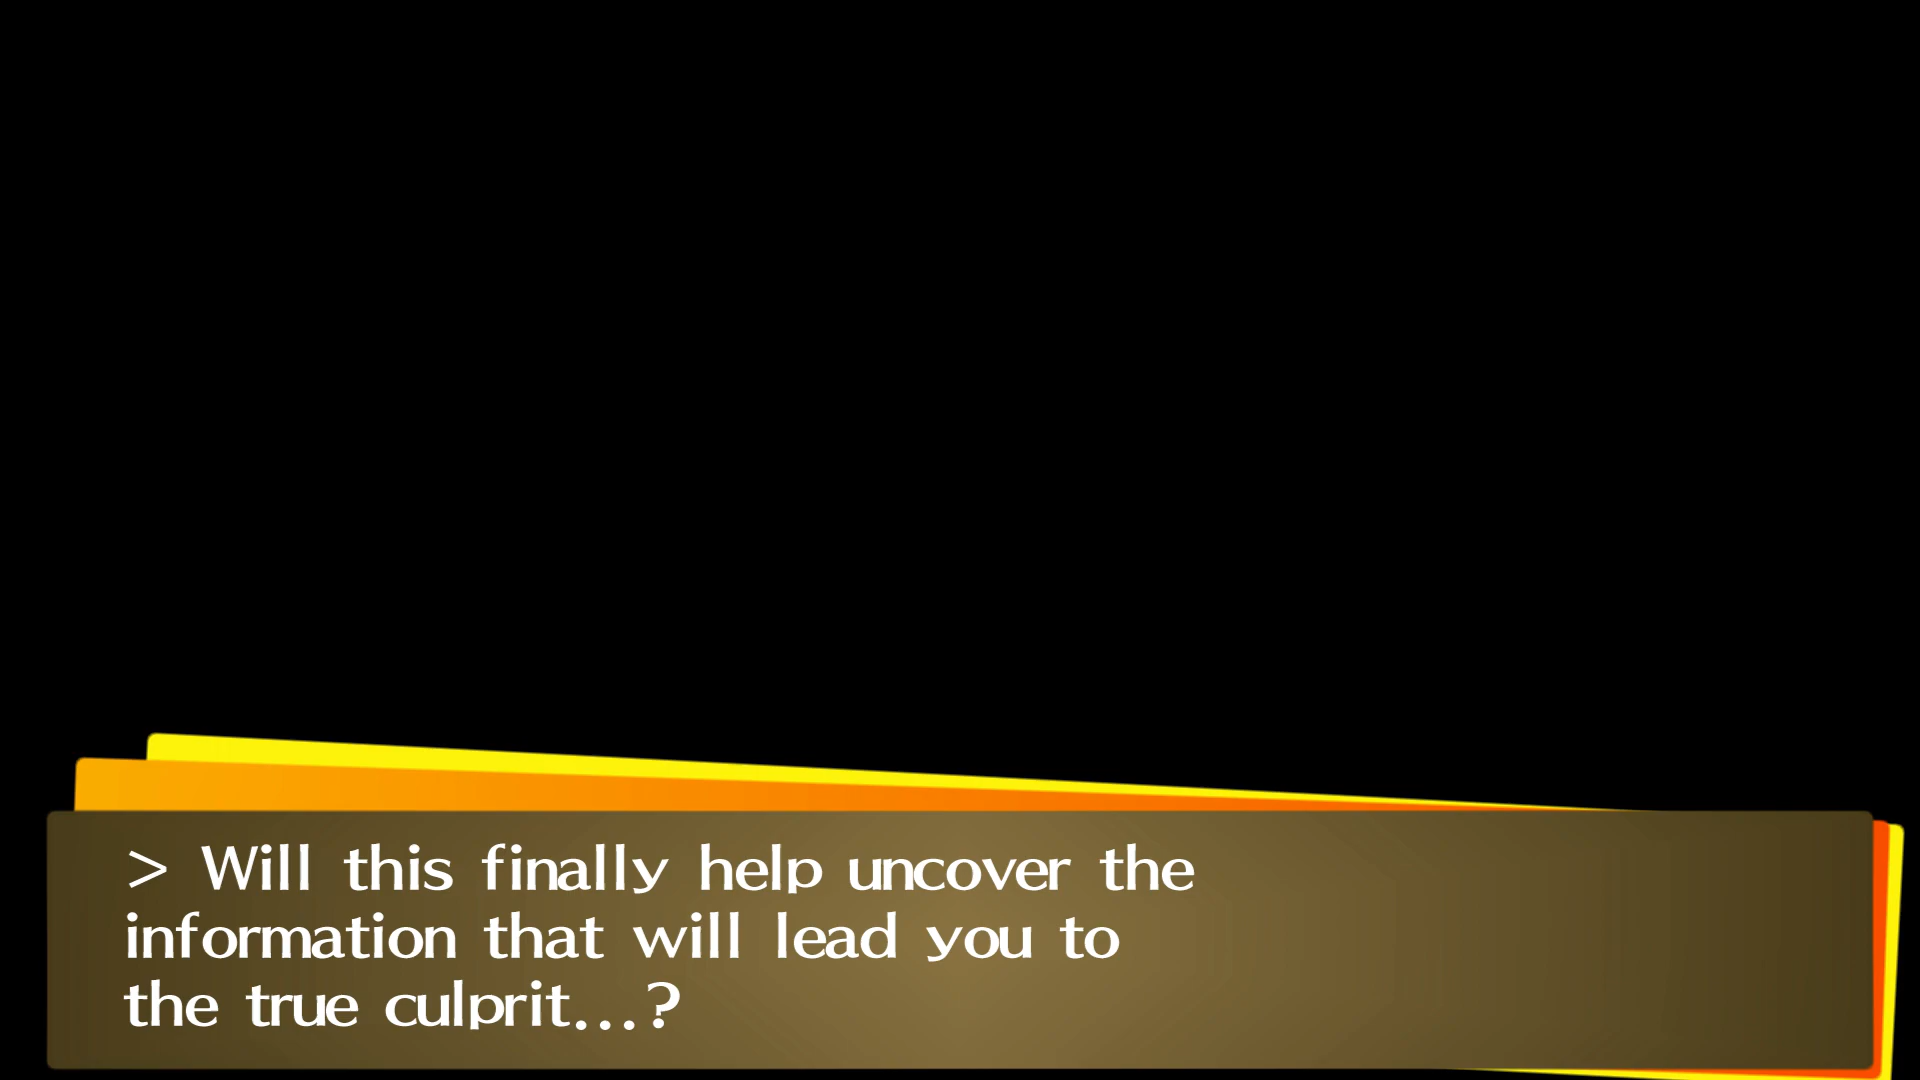 > Will this finally help uncover the
information that will lead you to
the true culprit...?